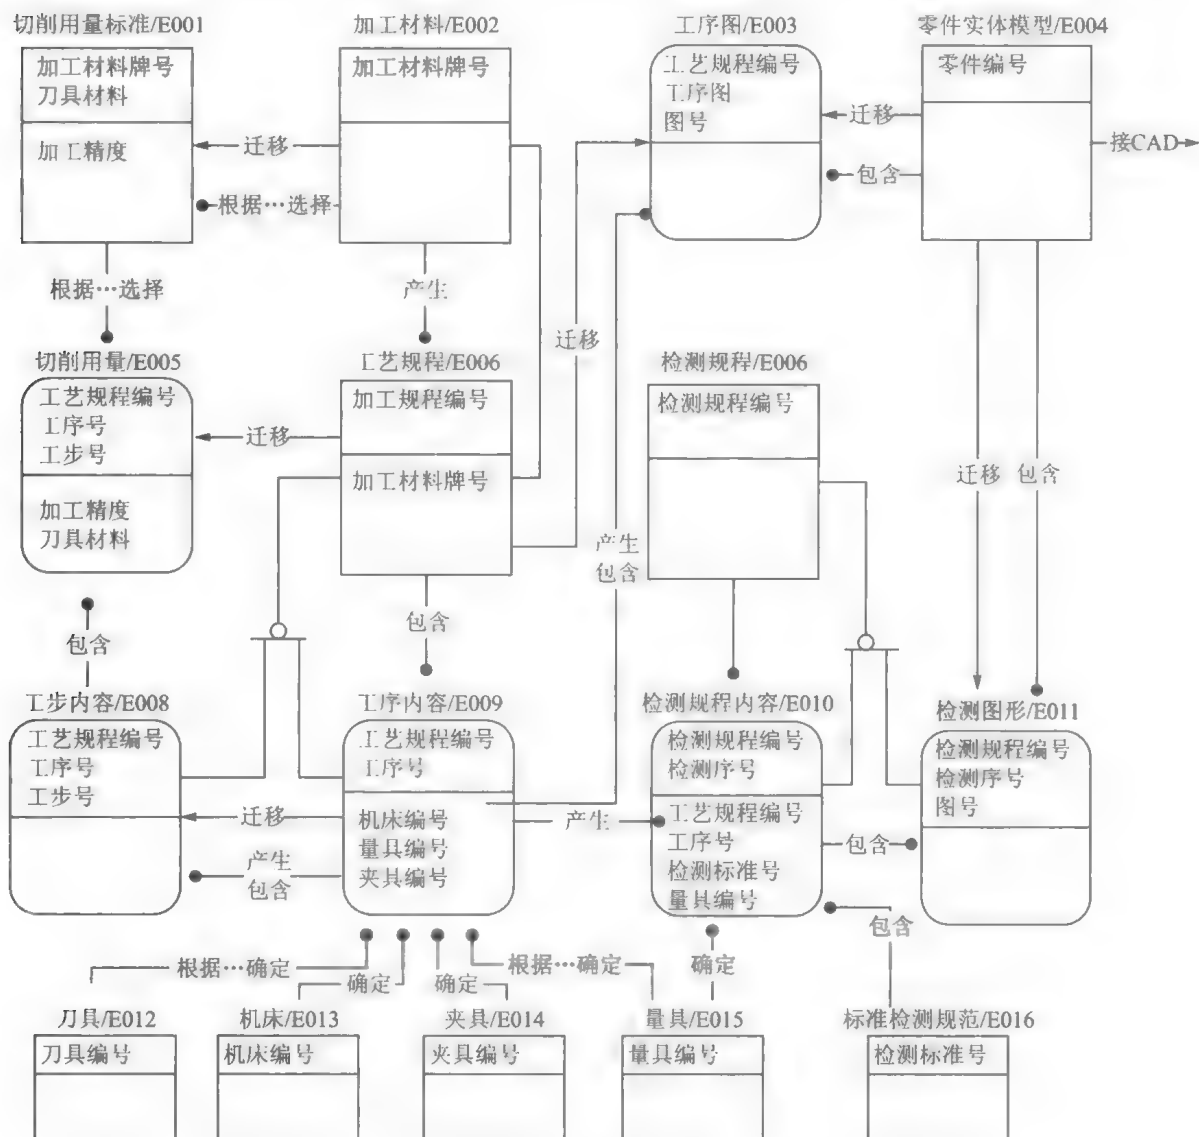 切削用量标准/E001
加工材料牌号
刀具材料
加工精度
加工材料/E002
加工材料牌号
工序图/E003
工艺规程编号
工序图
图号
零件实体模型/E004
零件编号
迁移
根据…选择
迁移
包含
接CAD
根据…选择
产生
迁移
切削用量/E005
工艺规程编号
工序号
工步号
加工精度
刀具材料
迁移
工艺规程/E006
加工规程编号
加工材料牌号
检测规程/E006
检测规程编号
迁移
包含
产生
包含
包含
包含
工步内容/E008
工艺规程编号
工序号
工步号
迁移
产生
包含
工序内容/E009
工艺规程编号
工序号
机床编号
量具编号
夹具编号
产生
检测规程内容/E010
检测规程编号
检测序号
工艺规程编号
工序号
检测标准号
量具编号
包含
检测图形/E011
检测规程编号
检测序号
图号
根据…确定
确定
确定
根据…确定
确定
包含
刀具/E012
刀具编号
机床/E013
机床编号
夹具/E014
夹具编号
量具/E015
量具编号
标准检测规范/E016
检测标准号